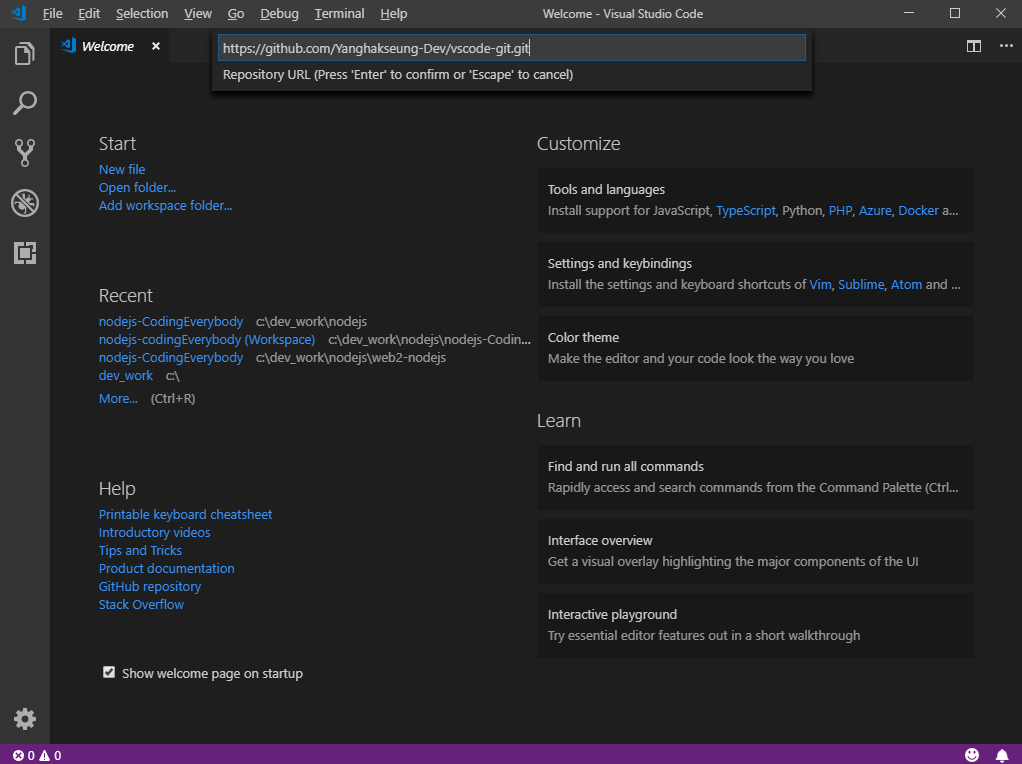 File Edit Selection View Go Debug Terminal Help Welcome - Visual Studio Code
Welcome
https://github.com/Yanghakseung-Dev/vscode-git.git
Repository URL (Press 'Enter' to confirm or 'Escape' to cancel)
Start
New file
Open folder...
Add workspace folder...
Recent
nodejs-CodingEverybody c:\dev_work\nodejs
nodejs-codingEverybody (Workspace) c:\dev_work\nodejs\nodejs-Codin...
nodejs-CodingEverybody c:\dev_work\nodejs\web2-nodejs
dev_work c:\
More... (Ctrl+R)
Help
Printable keyboard cheatsheet
Introductory videos
Tips and Tricks
Product documentation
GitHub repository
Stack Overflow
Show welcome page on startup
Customize
Tools and languages
Install support for JavaScript, TypeScript, Python, PHP, Azure, Docker a...
Settings and keybindings
Install the settings and keyboard shortcuts of Vim, Sublime, Atom and ...
Color theme
Make the editor and your code look the way you love
Learn
Find and run all commands
Rapidly access and search commands from the Command Palette (Ctrl...
Interface overview
Get a visual overlay highlighting the major components of the UI
Interactive playground
Try essential editor features out in a short walkthrough
0 0